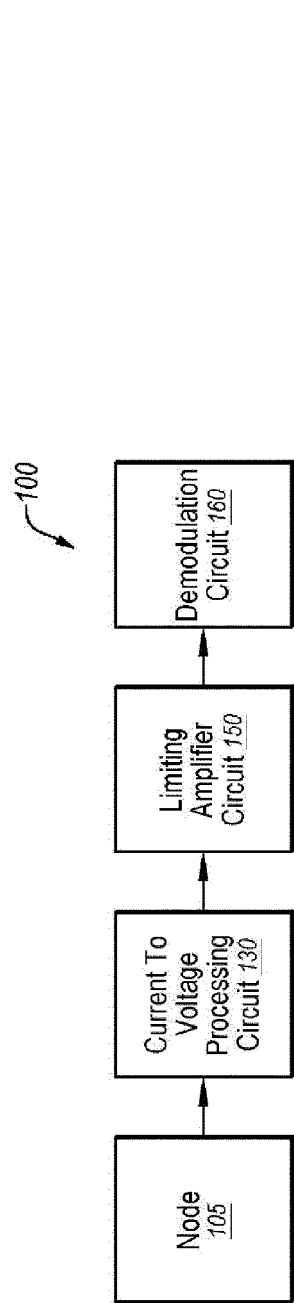 100
Node
105
Current To
Voltage
Processing
Circuit 130
Limiting
Amplifier
Circuit 150
Demodulation
Circuit 160